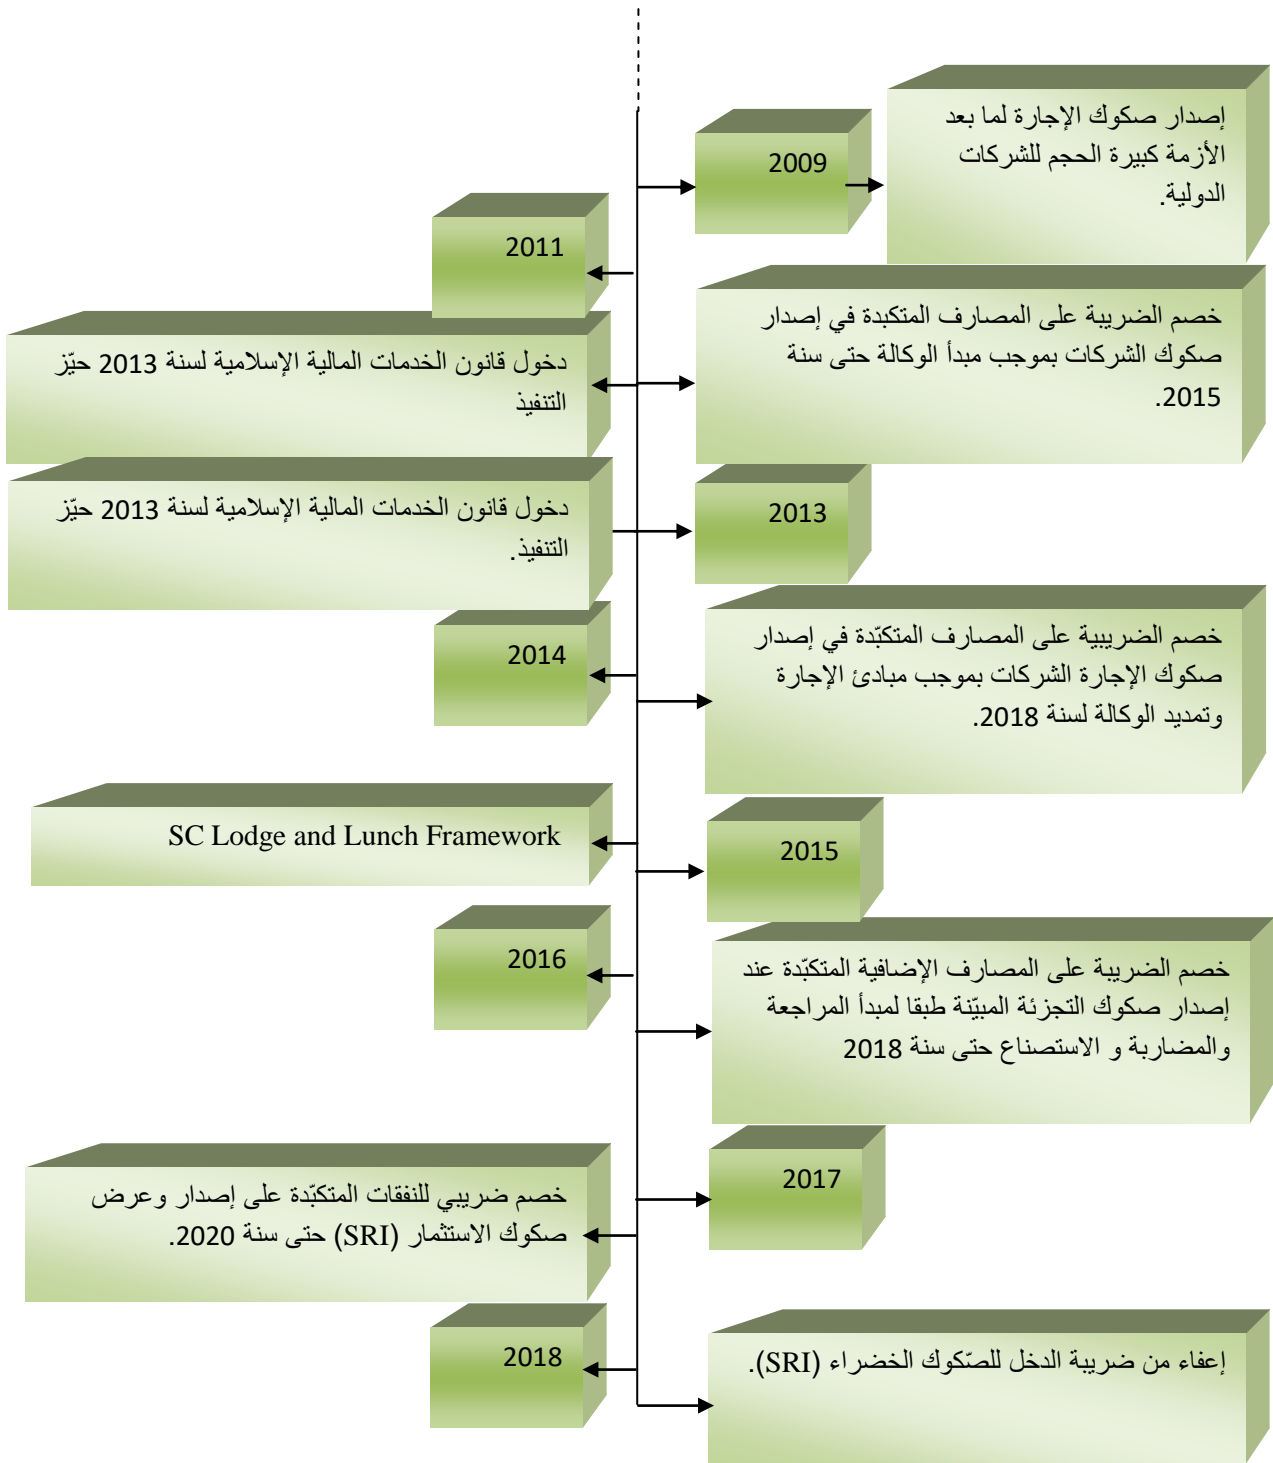 2009
إصدار صكوك الإجارة لما بعد
الأزمة كبيرة الحجم للشركات
الدولية.
2011
خصم الضريبة على المصارف المتكبدة في إصدار
صكوك الشركات بموجب مبدأ الوكالة حتى سنة
2015.
دخول قانون الخدمات المالية الإسلامية لسنة 2013 حيّز
التنفيذ
2013
دخول قانون الخدمات المالية الإسلامية لسنة 2013 حيّز
التنفيذ.
2014
خصم الضريبية على المصارف المتكبّدة في إصدار
صكوك الإجارة الشركات بموجب مبادئ الإجارة
وتمديد الوكالة لسنة 2018.
2015
SC Lodge and Lunch Framework
2016
خصم الضريبة على المصارف الإضافية المتكبّدة عند
إصدار صكوك التجزئة المبيّنة طبقا لمبدأ المراجعة
والمضاربة و الاستصناع حتى سنة 2018
2017
خصم ضريبي للنفقات المتكبّدة على إصدار وعرض
صكوك الاستثمار (SRI) حتى سنة 2020.
2018
إعفاء من ضريبة الدخل للصّكوك الخضراء (SRI).